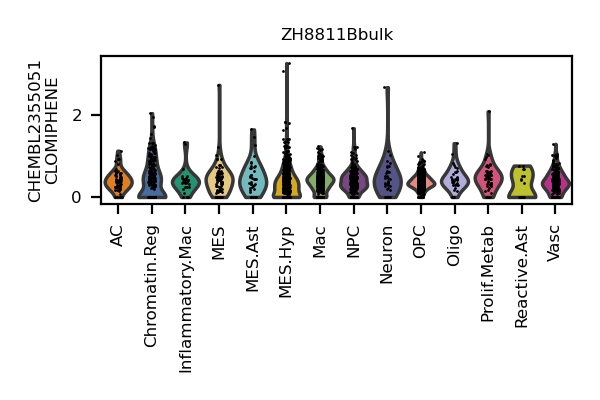 ZH8811Bbulk
CHEMBL2355051
CLOMIPHENE
2
0
AC
Chromatin.Reg
Inflammatory.Mac
MES
MES.Ast
MES.Hyp
Mac
NPC
Neuron
OPC
Oligo
Prolif.Metab
Reactive.Ast
Vasc